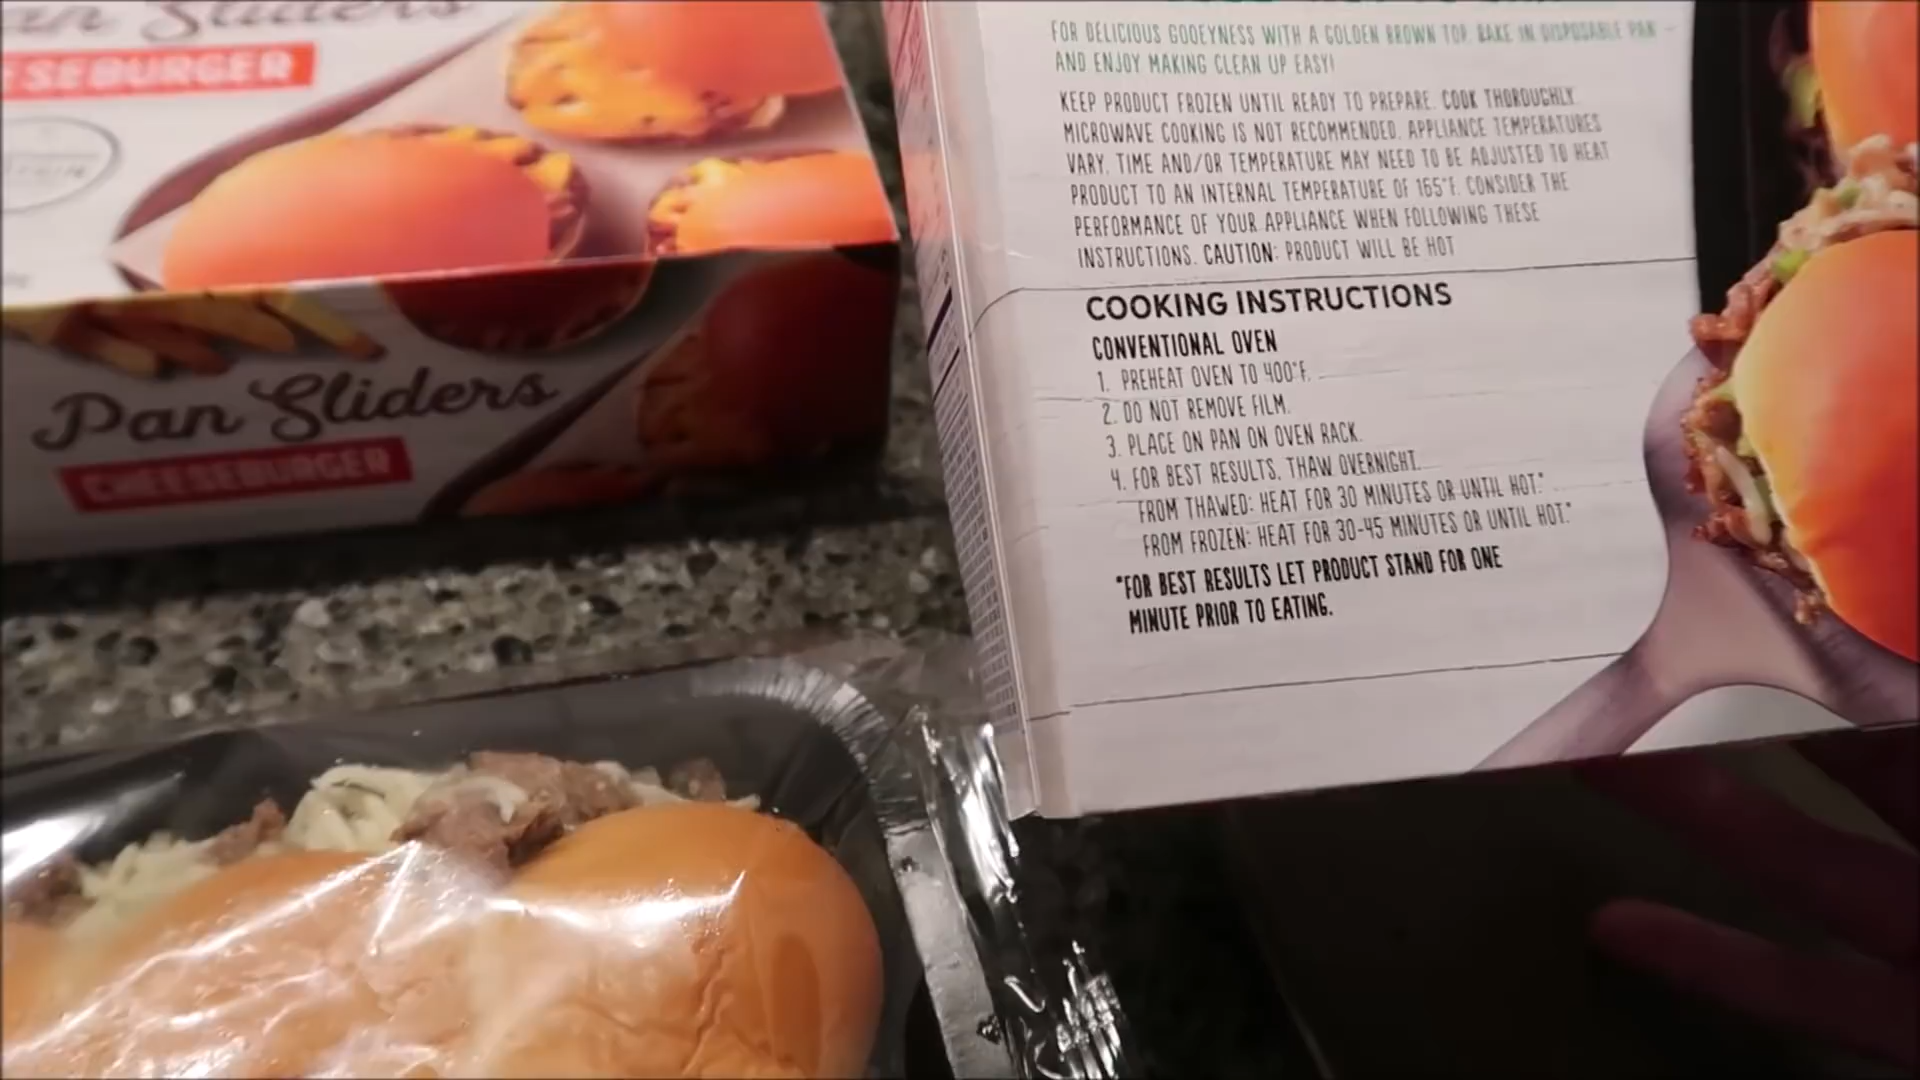 an Sliders
ESEBURGER
Pan Sliders
CHEESEBURGER
FOR DELICIOUS GOOEYNESS WITH A GOLDEN BROWN TOP, BAKE IN DISPOSABLE PAN –
AND ENJOY MAKING CLEAN UP EASY!
KEEP PRODUCT FROZEN UNTIL READY TO PREPARE. COOK THOROUGHLY.
MICROWAVE COOKING IS NOT RECOMMENDED. APPLIANCE TEMPERATURES
VARY, TIME AND/OR TEMPERATURE MAY NEED TO BE ADJUSTED TO HEAT
PRODUCT TO AN INTERNAL TEMPERATURE OF 165°F. CONSIDER THE
PERFORMANCE OF YOUR APPLIANCE WHEN FOLLOWING THESE
INSTRUCTIONS. CAUTION: PRODUCT WILL BE HOT
COOKING INSTRUCTIONS
CONVENTIONAL OVEN
1. PREHEAT OVEN TO 400°F.
2. DO NOT REMOVE FILM.
3. PLACE ON PAN ON OVEN RACK.
4. FOR BEST RESULTS, THAW OVERNIGHT.
FROM THAWED: HEAT FOR 30 MINUTES OR UNTIL HOT.*
FROM FROZEN: HEAT FOR 30-45 MINUTES OR UNTIL HOT.*
*FOR BEST RESULTS LET PRODUCT STAND FOR ONE
MINUTE PRIOR TO EATING.